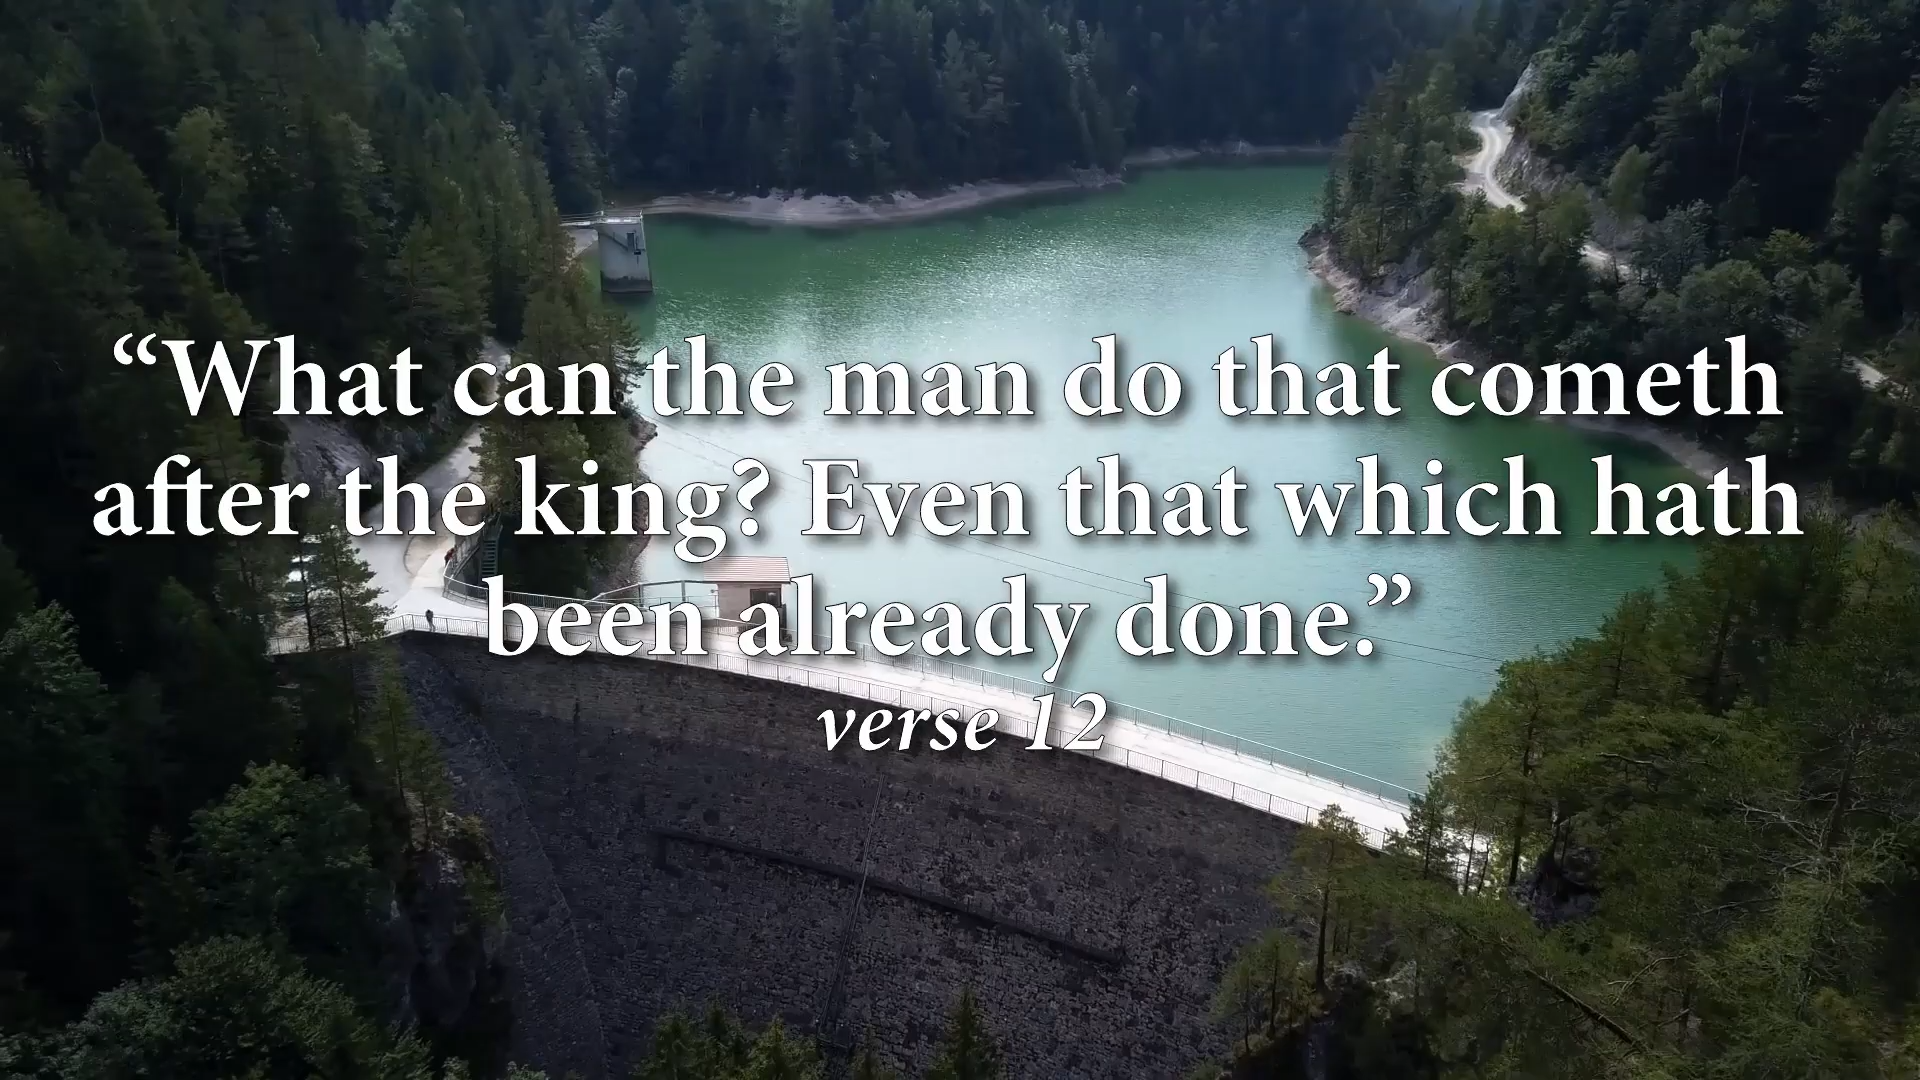 “What can the man do that cometh
after the king? Even that which hath
been already done.”
verse 12